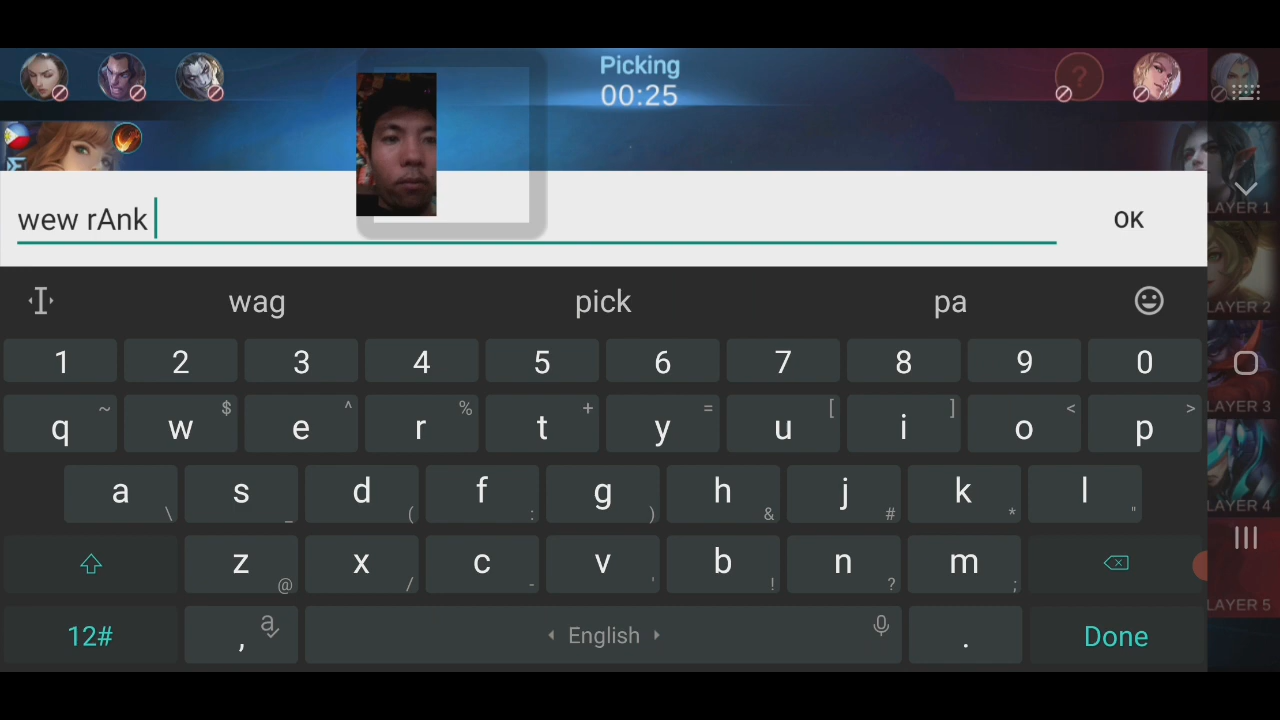 Picking
00:25
LAYER 1
wew rAnk
OK
wag pick pa
LAYER 2
1 2 3 4 5 6 7 8 9 0
~ $ ^ % + = [ ] < >
q w e r t y u i o p
LAYER 3
a s d f g h j k l
\ _ ( : ) & # * "
LAYER 4
z x c v b n m
@ / - ' ! ? ;
LAYER 5
12# , a English . Done